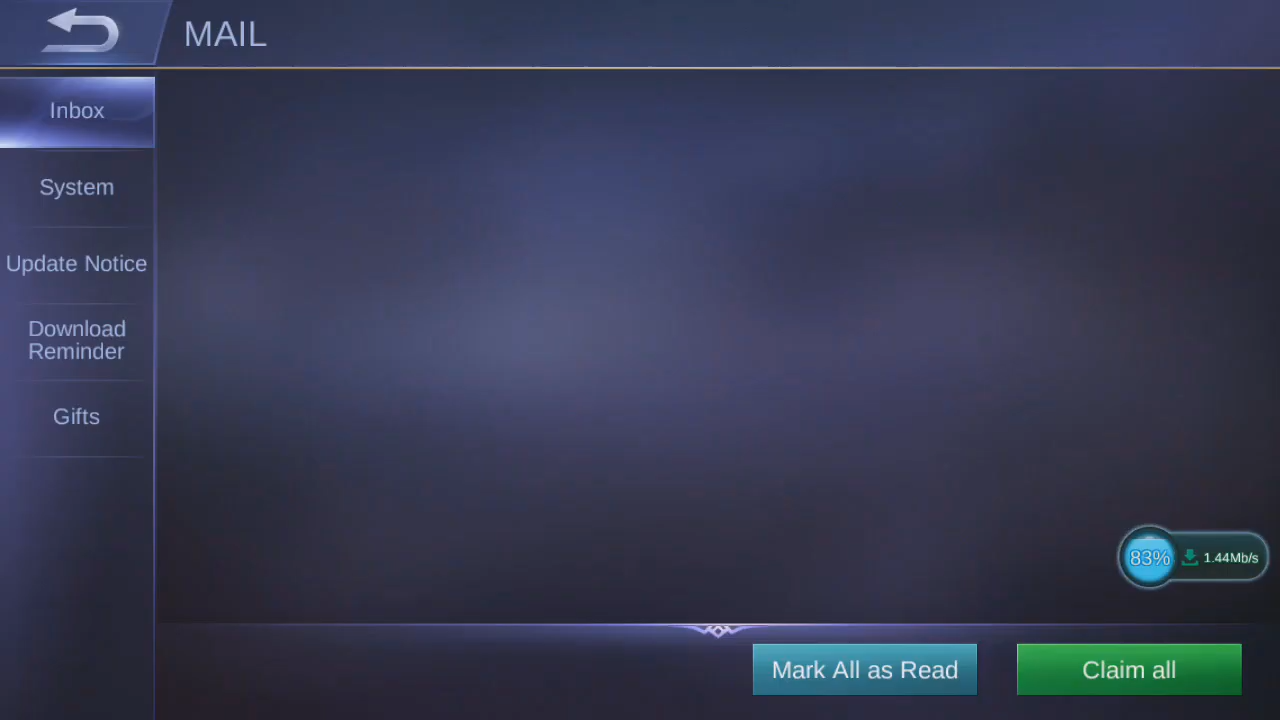 MAIL
Inbox
System
Update Notice
Download
Reminder
Gifts
83%
1.44Mb/s
Mark All as Read
Claim all